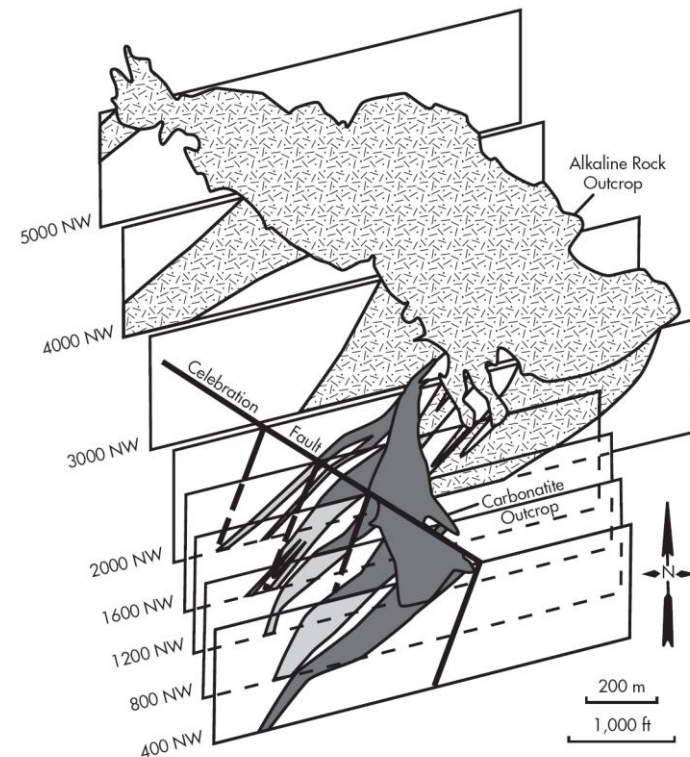 Alkaline Rock
Outcrop
5000 NW
4000 NW
Celebration
Fault
3000 NW
Carbonatite
Outcrop
2000 NW
N
1600 NW
1200 NW
800 NW
400 NW
200 m
1,000 ft